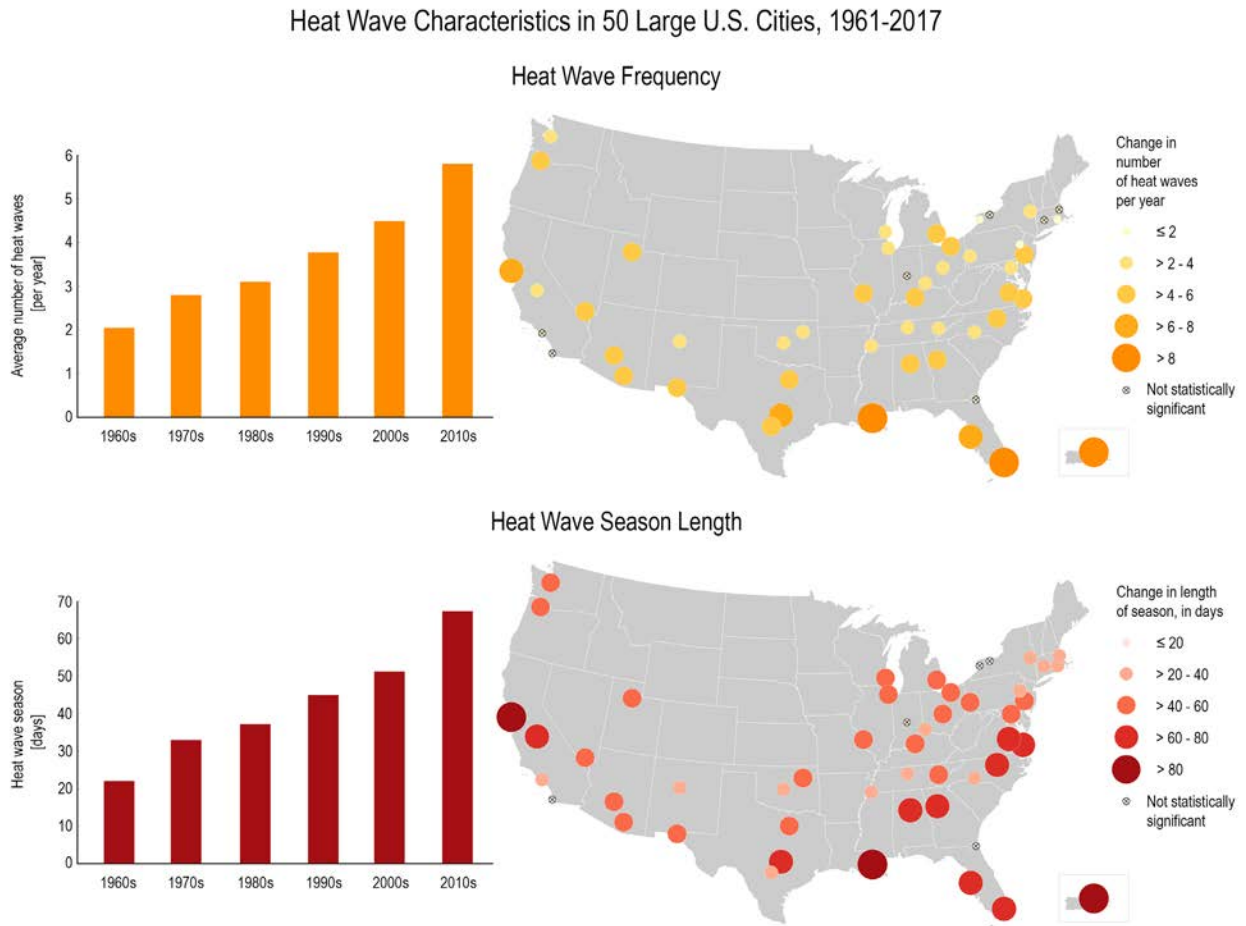 Heat Wave Characteristics in 50 Large U.S. Cities, 1961-2017
Heat Wave Frequency
Average number of heat waves
[per year]
6
5
4
3
2
1
0
1960s
1970s
1980s
1990s
2000s
2010s
Change in
number
of heat waves
per year
≤ 2
> 2 - 4
> 4 - 6
> 6 - 8
> 8
Not statistically
significant
Heat Wave Season Length
Heat wave season
[days]
70
60
50
40
30
20
10
0
1960s
1970s
1980s
1990s
2000s
2010s
Change in length
of season, in days
≤ 20
> 20 - 40
> 40 - 60
> 60 - 80
> 80
Not statistically
significant